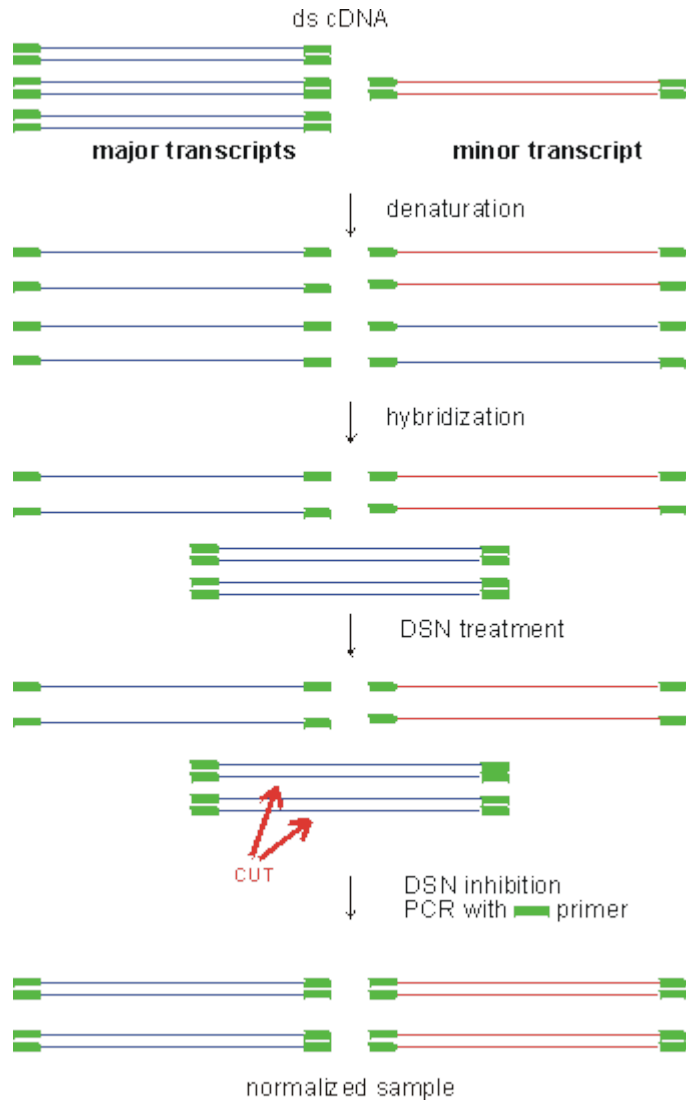 ds cDNA
major transcripts minor transcript
denaturation
hybridization
DSN treatment
CUT
DSN inhibition
PCR with primer
normalized sample